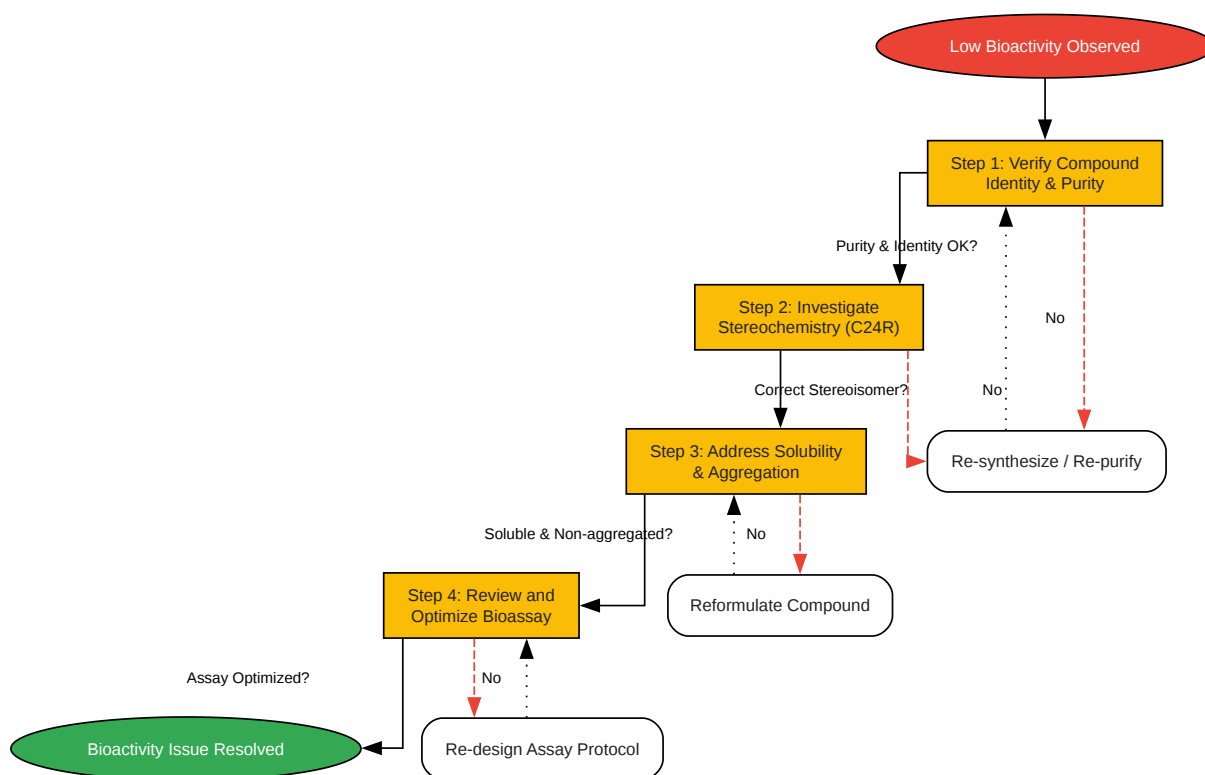 Low Bioactivity Observed
Step 1: Verify Compound
Identity & Purity
Purity & Identity OK?
Step 2: Investigate
Stereochemistry (C24R)
No
Correct Stereoisomer?
No
Step 3: Address Solubility
& Aggregation
Re-synthesize / Re-purify
Soluble & Non-aggregated?
No
Step 4: Review and
Optimize Bioassay
Reformulate Compound
Assay Optimized?
No
Bioactivity Issue Resolved
Re-design Assay Protocol